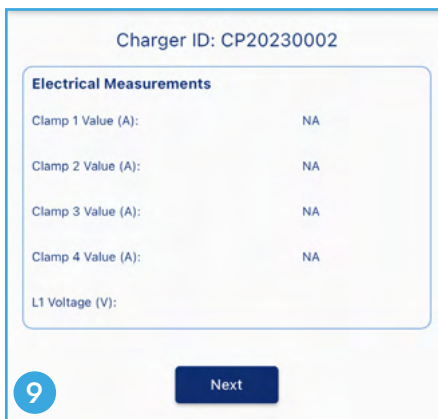 Charger ID: CP20230002
Electrical Measurements
Clamp 1 Value (A): NA
Clamp 2 Value (A): NA
Clamp 3 Value (A): NA
Clamp 4 Value (A): NA
L1 Voltage (V):
Next
9